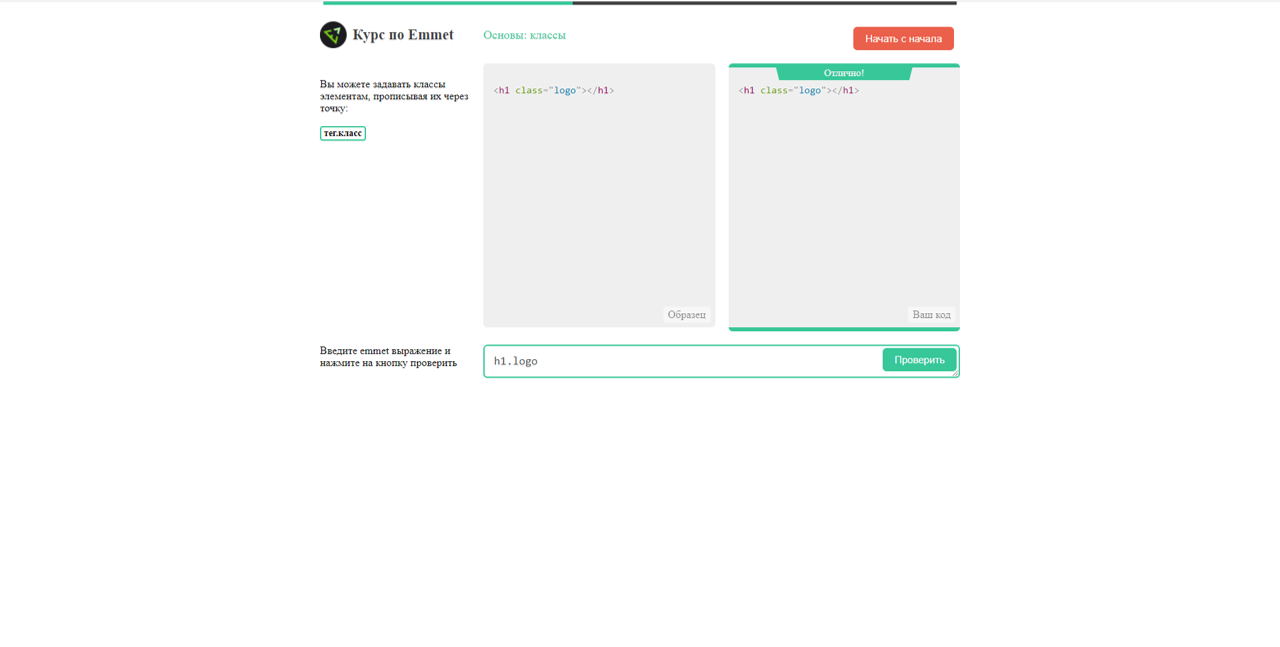 Курс по Emmet
Основы: классы
Начать с начала
Вы можете задавать классы
элементам, прописывая их через
точку:
тег.класс
<h1 class="logo"></h1>
Образец
Отлично!
<h1 class="logo"></h1>
Ваш код
Введите emmet выражение и
нажмите на кнопку проверить
h1.logo
Проверить